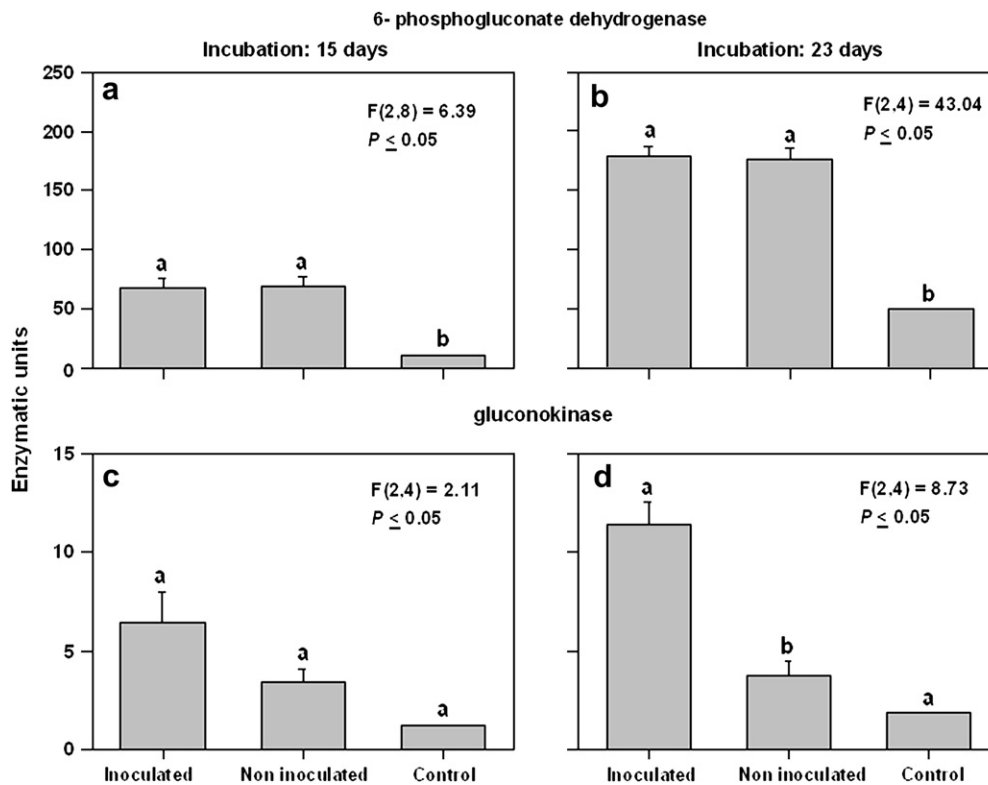 6- phosphogluconate dehydrogenase
Incubation: 15 days
Incubation: 23 days
Enzymatic units
250
200
150
100
50
0
a
F(2,8) = 6.39
P ≤ 0.05
a
a
b
b
F(2,4) = 43.04
P ≤ 0.05
a
a
b
gluconokinase
15
10
5
0
c
F(2,4) = 2.11
P ≤ 0.05
a
a
a
d
F(2,4) = 8.73
P ≤ 0.05
a
b
a
Inoculated
Non inoculated
Control
Inoculated
Non inoculated
Control